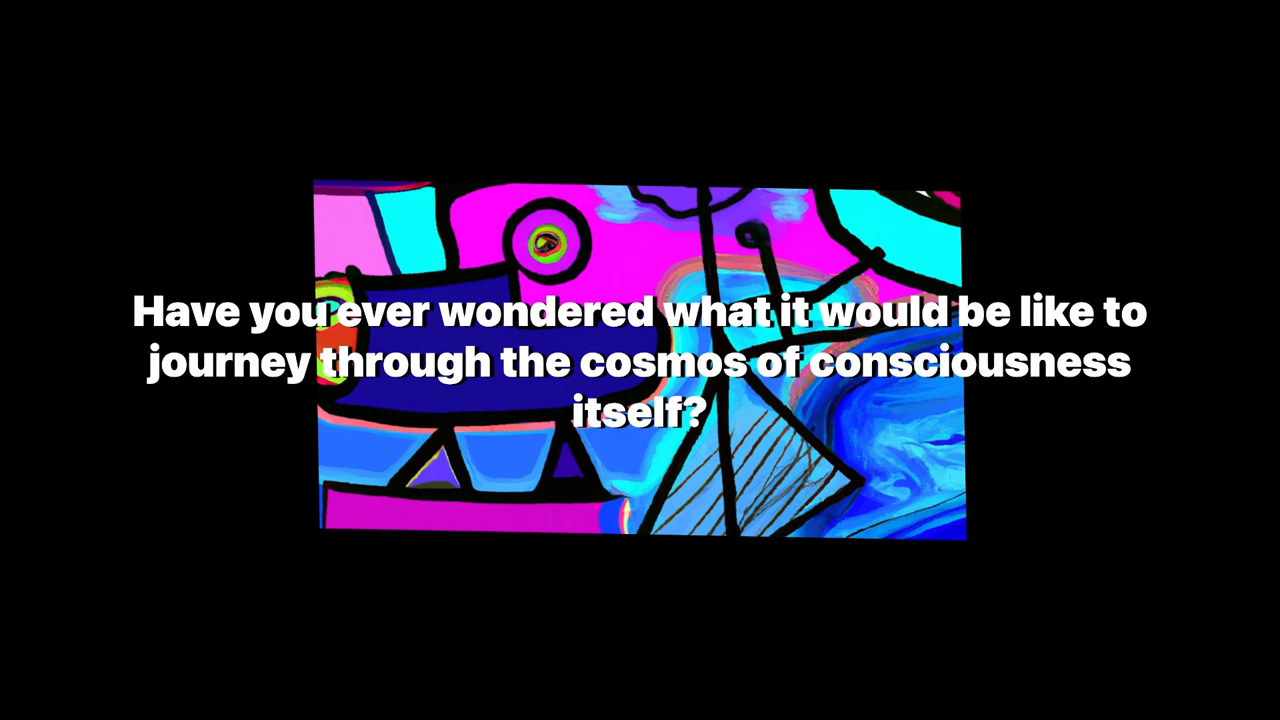 Have you ever wondered what it would be like to
journey through the cosmos of consciousness
itself?